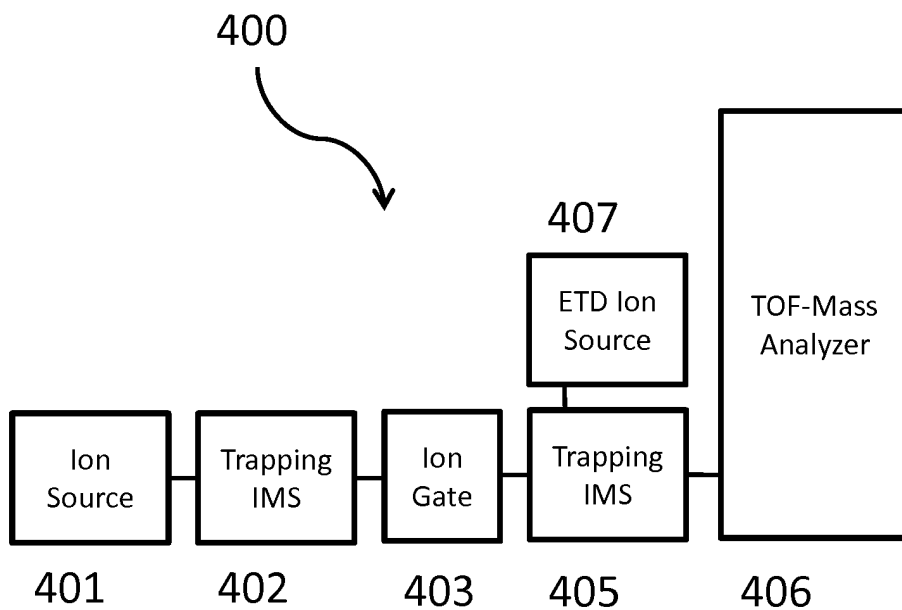 400
407
ETD Ion
Source
TOF-Mass
Analyzer
Ion
Source
Trapping
IMS
Ion
Gate
Trapping
IMS
401
402
403
405
406